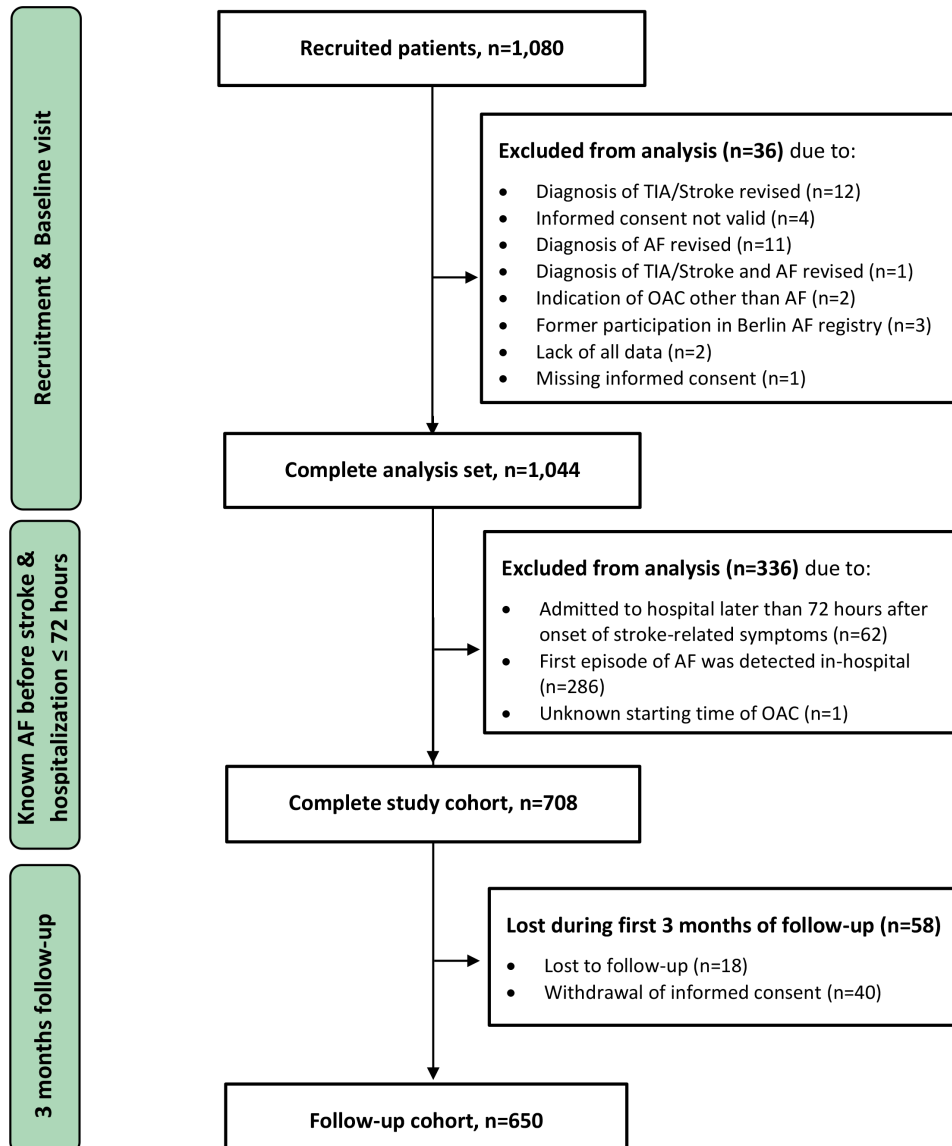 Recruitment & Baseline visit
Recruited patients, n=1,080
Excluded from analysis (n=36) due to:
• Diagnosis of TIA/Stroke revised (n=12)
• Informed consent not valid (n=4)
• Diagnosis of AF revised (n=11)
• Diagnosis of TIA/Stroke and AF revised (n=1)
• Indication of OAC other than AF (n=2)
• Former participation in Berlin AF registry (n=3)
• Lack of all data (n=2)
• Missing informed consent (n=1)
Complete analysis set, n=1,044
Known AF before stroke &
hospitalization ≤ 72 hours
Excluded from analysis (n=336) due to:
• Admitted to hospital later than 72 hours after
onset of stroke-related symptoms (n=62)
• First episode of AF was detected in-hospital
(n=286)
• Unknown starting time of OAC (n=1)
Complete study cohort, n=708
3 months follow-up
Lost during first 3 months of follow-up (n=58)
• Lost to follow-up (n=18)
• Withdrawal of informed consent (n=40)
Follow-up cohort, n=650